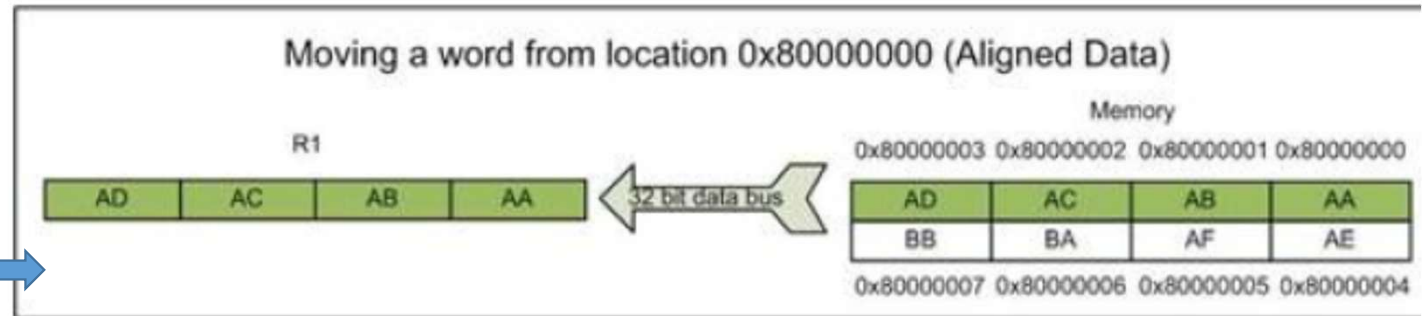 Moving a word from location 0x80000000 (Aligned Data)
Memory
R1
0x80000003 0x80000002 0x80000001 0x80000000
AD AC AB AA
32 bit data bus
AD AC AB AA
BB BA AF AE
0x80000007 0x80000006 0x80000005 0x80000004